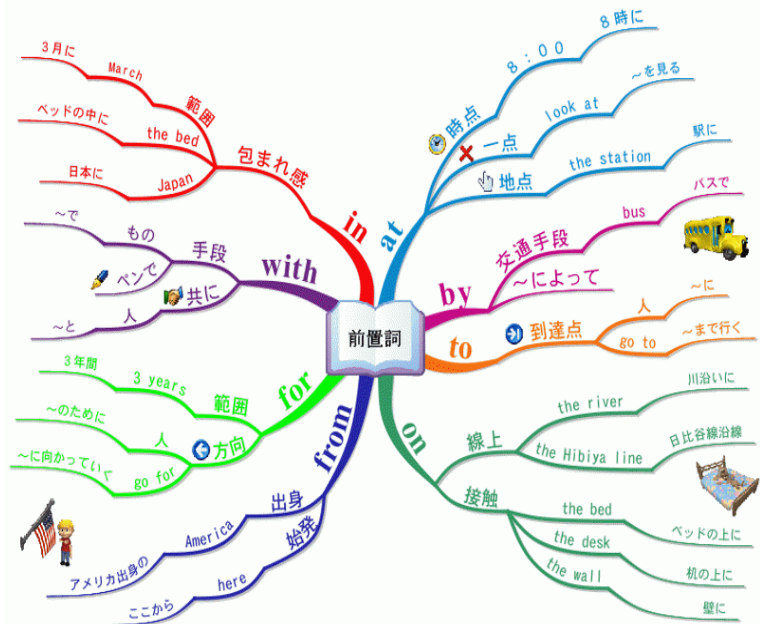 前置詞
at
時点
8:00
8時に
一点
look at
～を見る
地点
the station
駅に
by
交通手段
bus
バスで
～によって
to
到達点
人
～に
go to
～まで行く
on
線上
the river
川沿いに
the Hibiya line
日比谷線沿線
接触
the bed
ベッドの上に
the desk
机の上に
the wall
壁に
in
包まれ感
範囲
March
3月に
the bed
ベッドの中に
Japan
日本に
with
手段
もの
～で
ペンで
共に
人
～と
for
範囲
3 years
3年間
方向
人
～のために
go for
～に向かっていく
from
出身
America
アメリカ出身の
始発
here
ここから